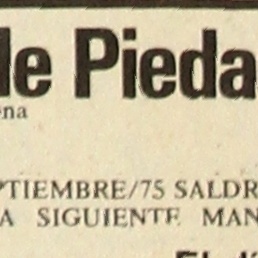 le Pieda
ena
PTIEMBRE/75 SALDR
A SIGUIENTE MAN